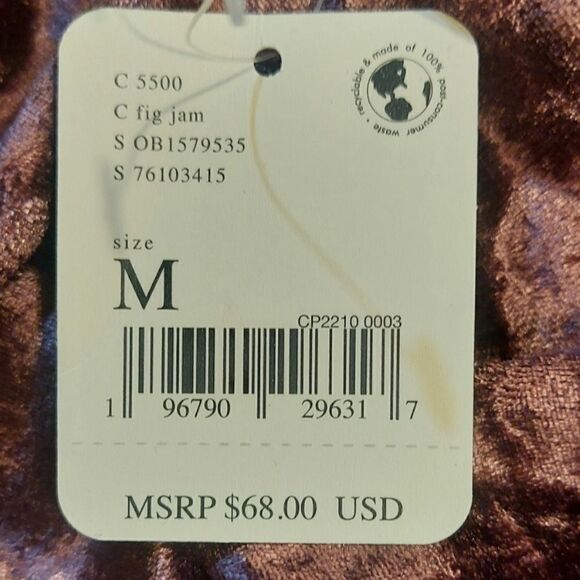 C 5500
C fig jam
S OB1579535
S 76103415
recyclable & made of 100% post-consumer waste •
size
M
CP2210 0003
1 96790 29631 7
MSRP $68.00 USD